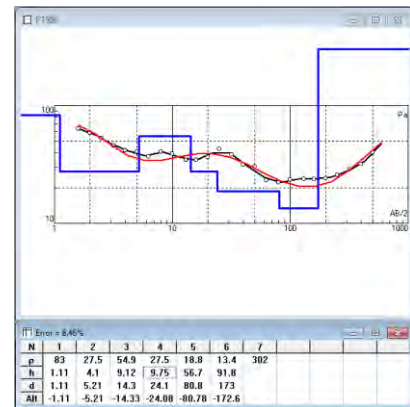 100
Pa
10
AB/2
1
10
100
1000
Error = 8.46%
N 1 2 3 4 5 6 7
ρ 83 27.5 54.9 27.5 18.8 13.4 302
h 1.11 4.1 9.12 9.75 56.7 91.8
d 1.11 5.21 14.3 24.1 80.8 173
Alt -1.11 -5.21 -14.33 -24.08 -80.78 -172.6